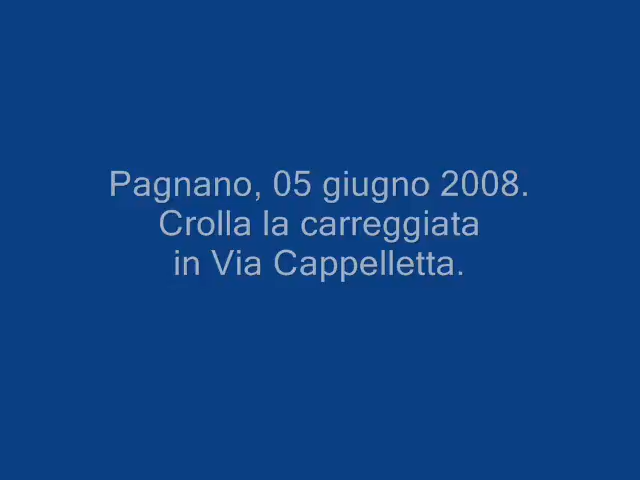 Pagnano, 05 giugno 2008.
Crolla la carreggiata
in Via Cappelletta.